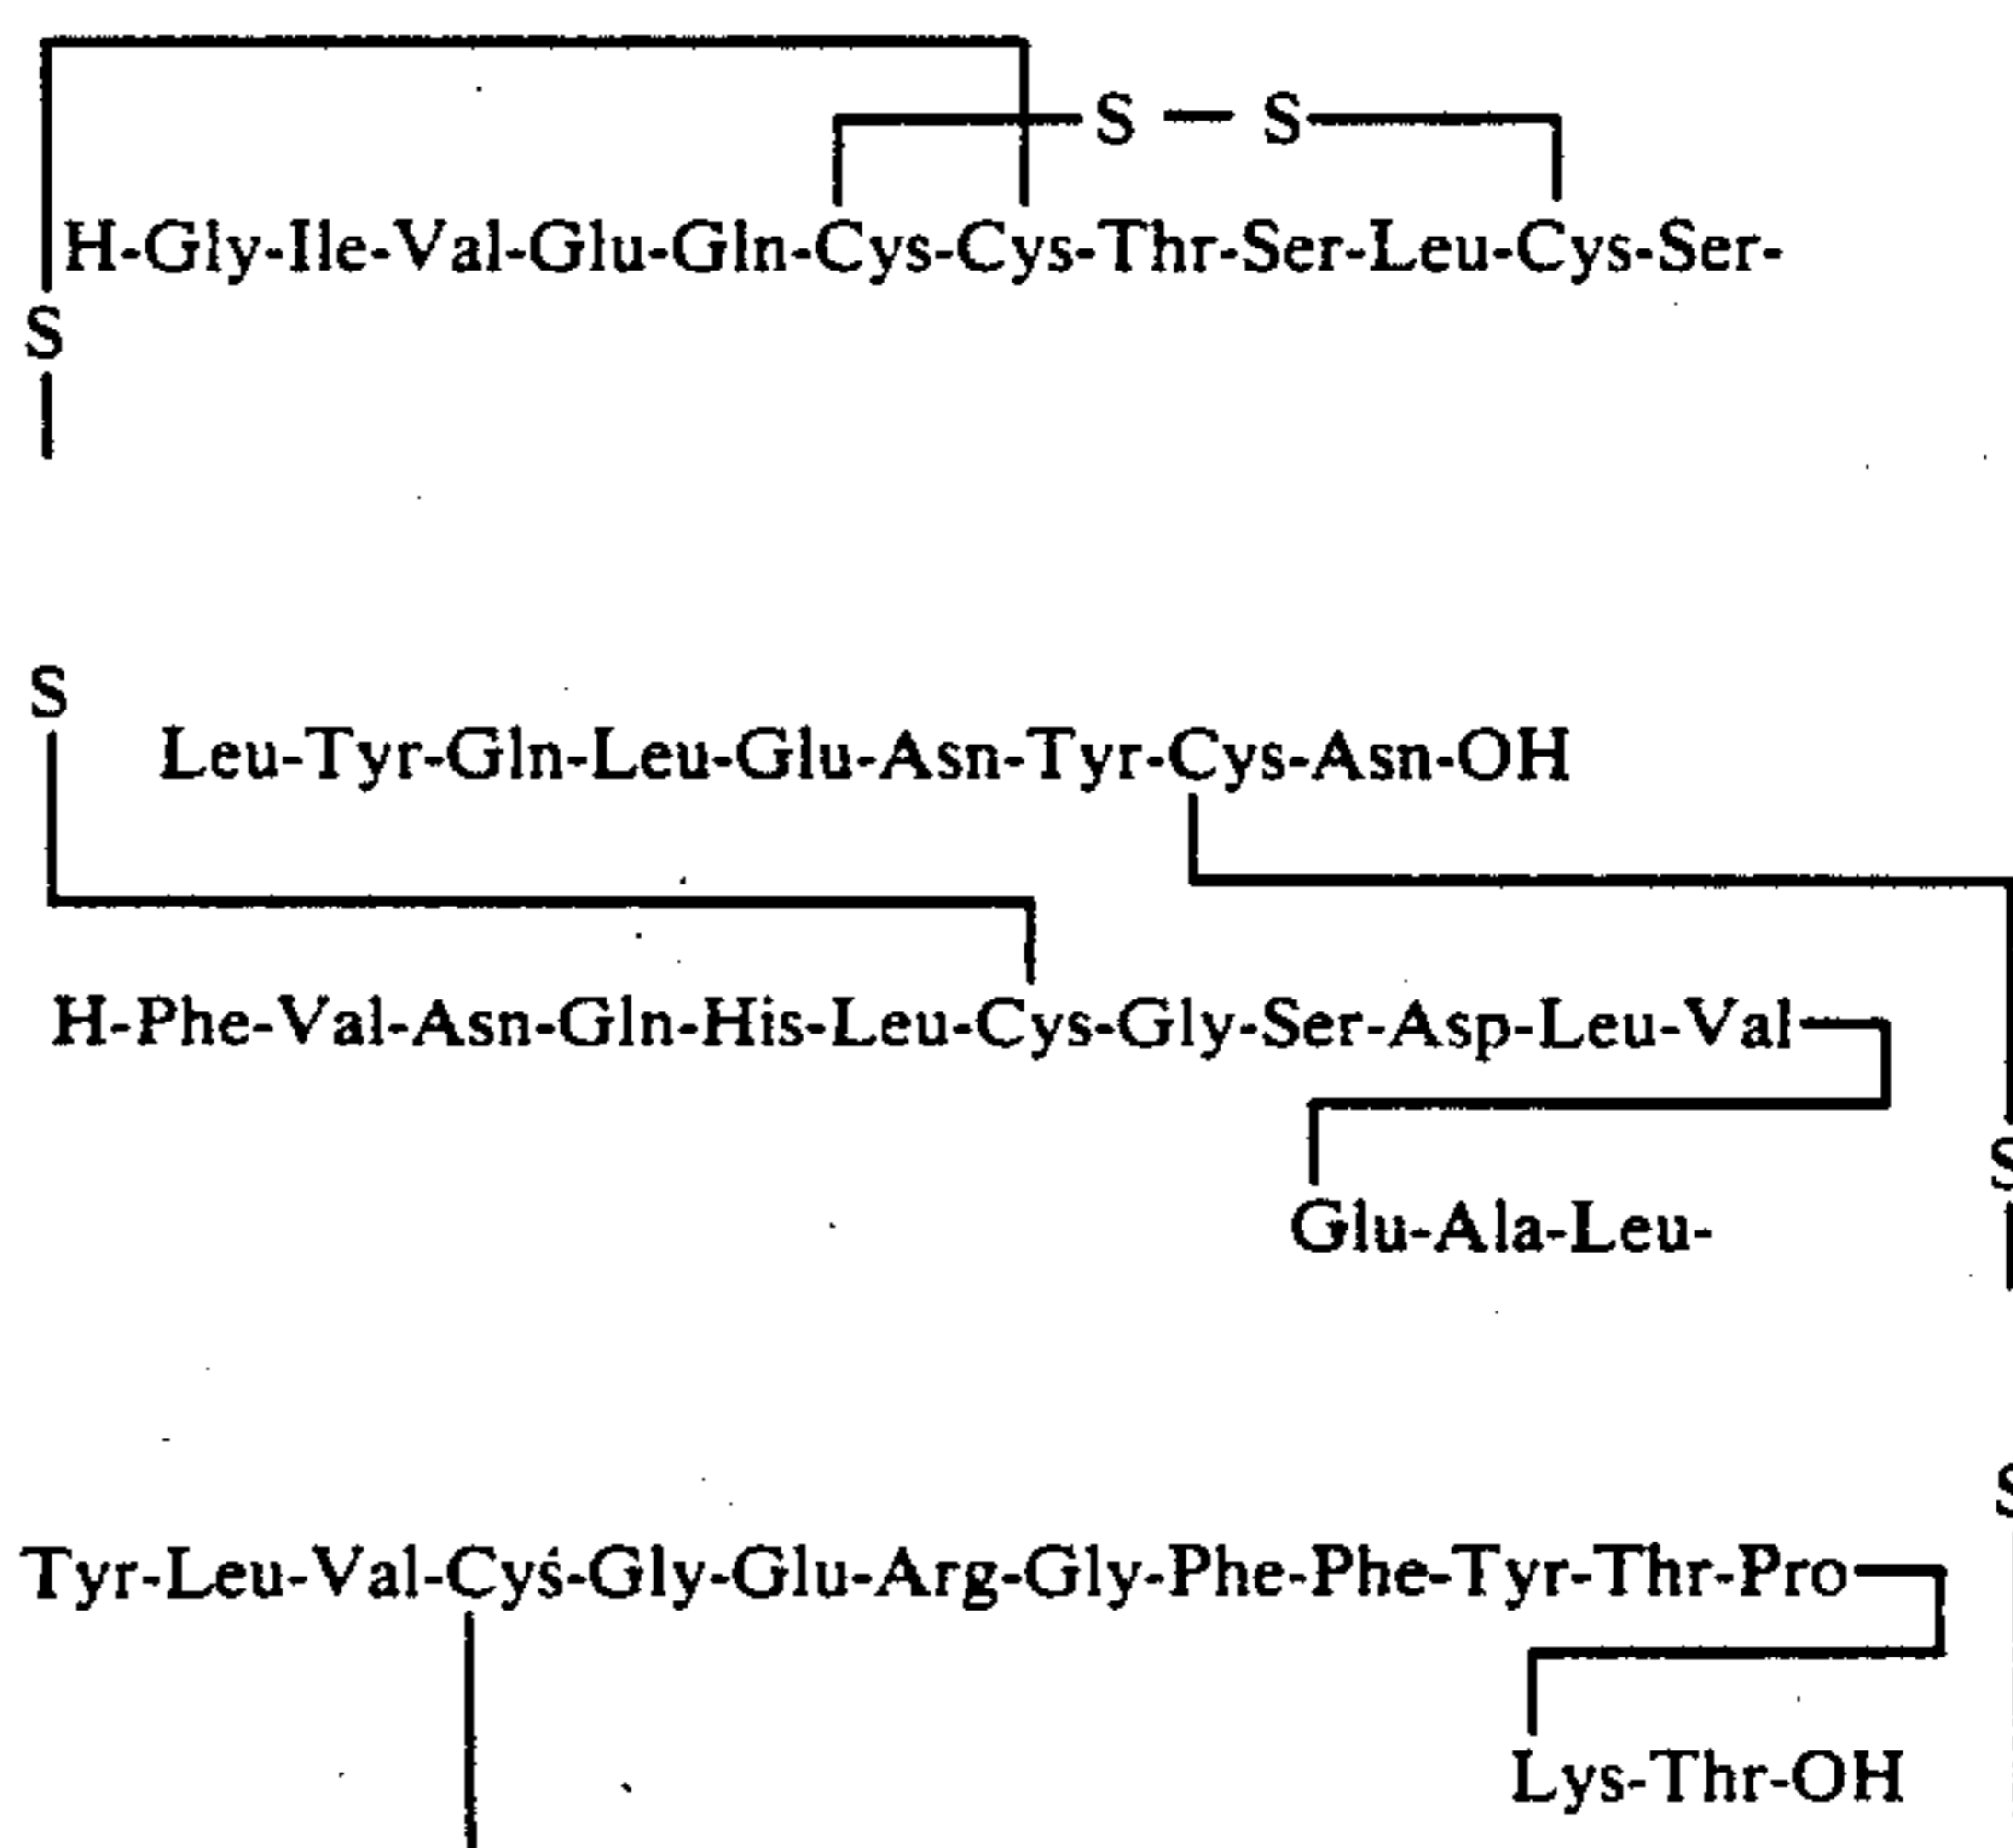 S — S
H-Gly-Ile-Val-Glu-Gln-Cys-Cys-Thr-Ser-Leu-Cys-Ser-
S
S
Leu-Tyr-Gln-Leu-Glu-Asn-Tyr-Cys-Asn-OH
H-Phe-Val-Asn-Gln-His-Leu-Cys-Gly-Ser-Asp-Leu-Val
S
Glu-Ala-Leu-
S
Tyr-Leu-Val-Cys-Gly-Glu-Arg-Gly-Phe-Phe-Tyr-Thr-Pro
Lys-Thr-OH